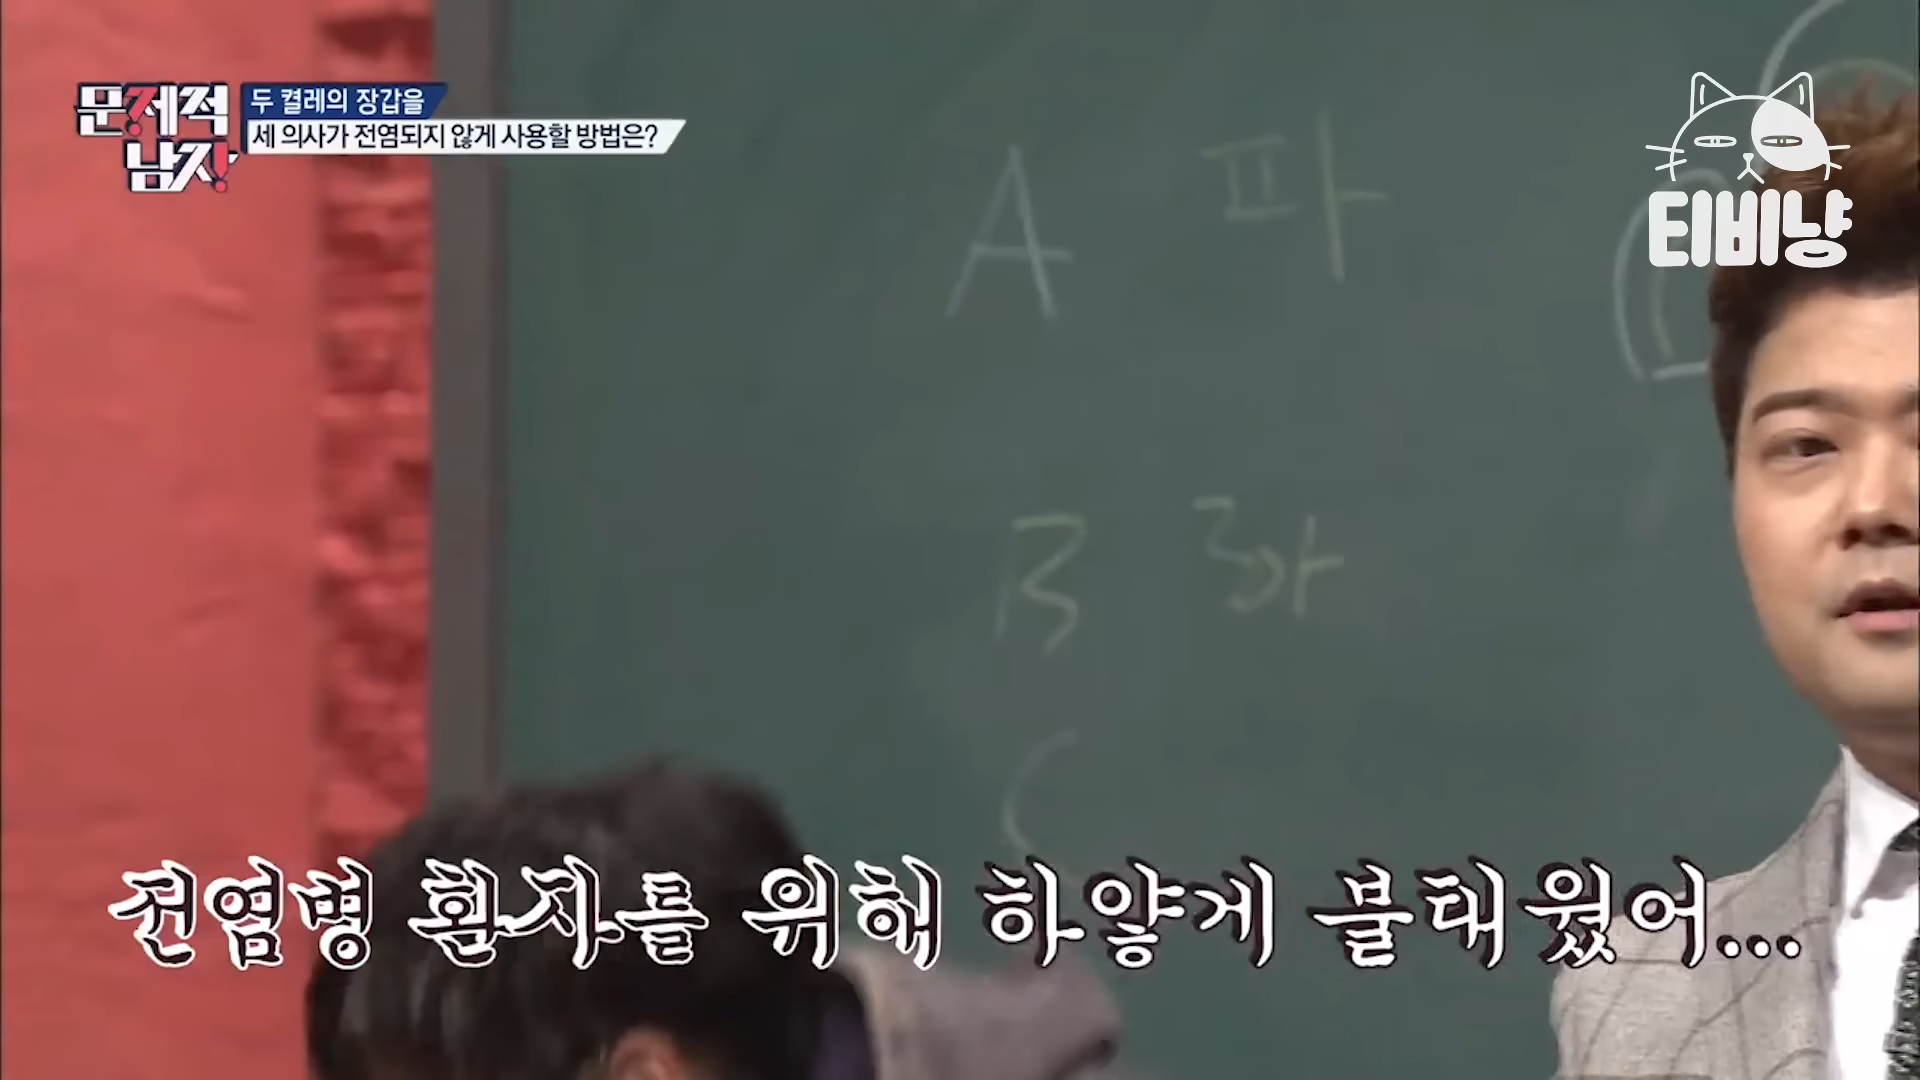 문제적
남자
두 켤레의 장갑을
세 의사가 전염되지 않게 사용할 방법은?
티비냥
A 파
B 하
C
전염병 환자를 위해 하얗게 불태웠어...